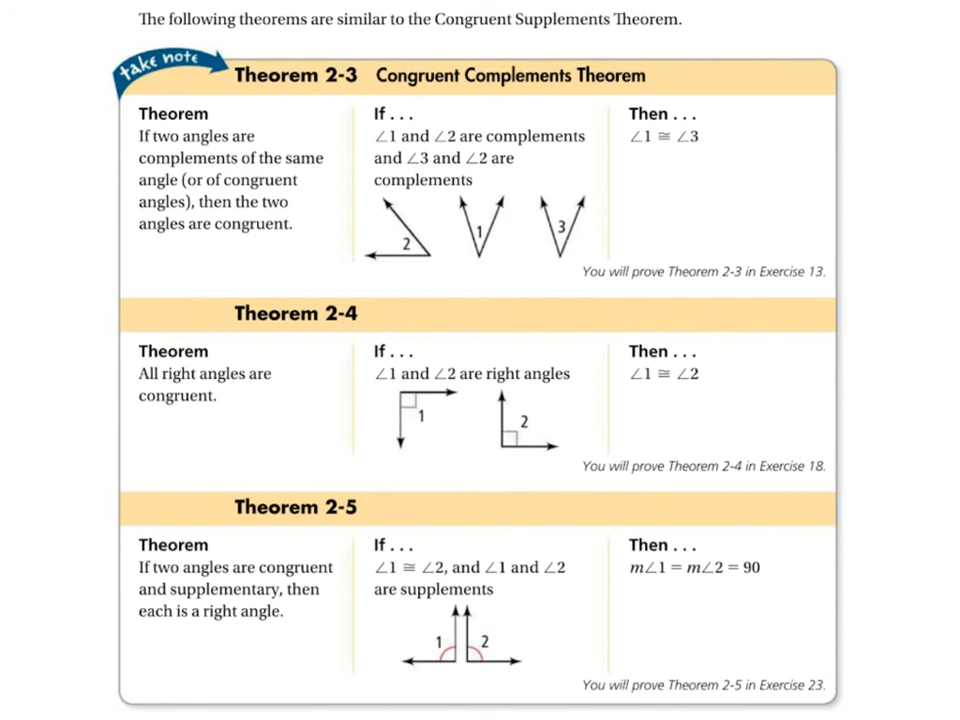 The following theorems are similar to the Congruent Supplements Theorem.
take note
Theorem 2-3 Congruent Complements Theorem
Theorem
If two angles are
complements of the same
angle (or of congruent
angles), then the two
angles are congruent.
If . . .
∠1 and ∠2 are complements
and ∠3 and ∠2 are
complements
2
1
3
Then . . .
∠1 ≅ ∠3
You will prove Theorem 2-3 in Exercise 13.
Theorem 2-4
Theorem
All right angles are
congruent.
If . . .
∠1 and ∠2 are right angles
1
2
Then . . .
∠1 ≅ ∠2
You will prove Theorem 2-4 in Exercise 18.
Theorem 2-5
Theorem
If two angles are congruent
and supplementary, then
each is a right angle.
If . . .
∠1 ≅ ∠2, and ∠1 and ∠2
are supplements
1
2
Then . . .
m∠1 = m∠2 = 90
You will prove Theorem 2-5 in Exercise 23.